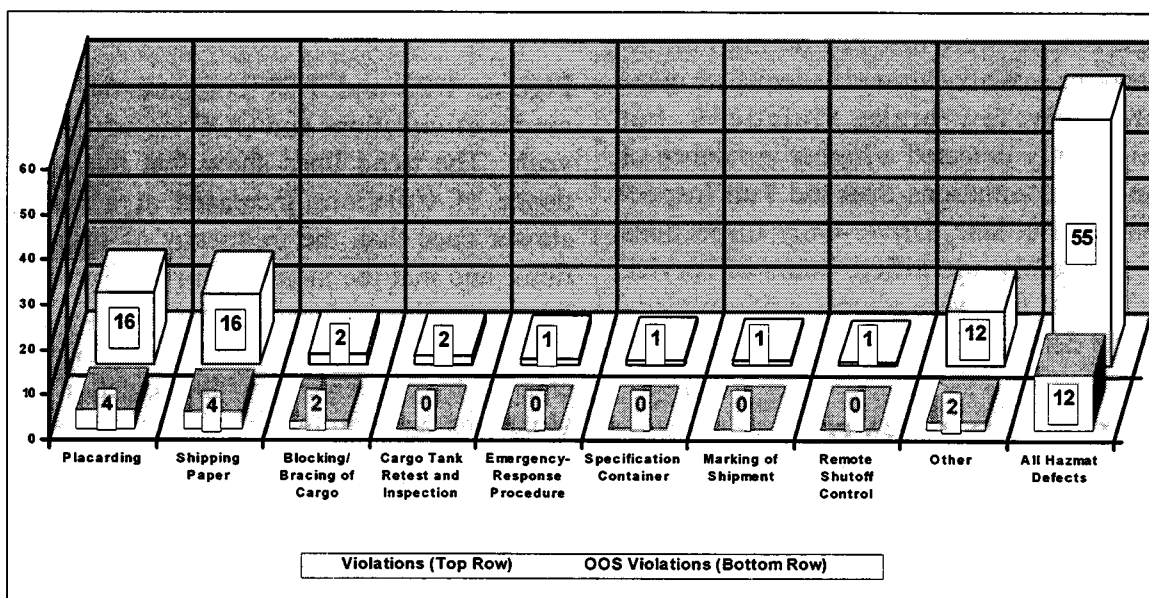 60
50
40
30
20
10
0
16
16
2
2
1
1
1
1
12
55
4
4
2
0
0
0
0
0
2
12
Placarding
Shipping
Paper
Blocking/
Bracing of
Cargo
Cargo Tank
Retest and
Inspection
Emergency-
Response
Procedure
Specification
Container
Marking of
Shipment
Remote
Shutoff
Control
Other
All Hazmat
Defects
Violations (Top Row) OOS Violations (Bottom Row)